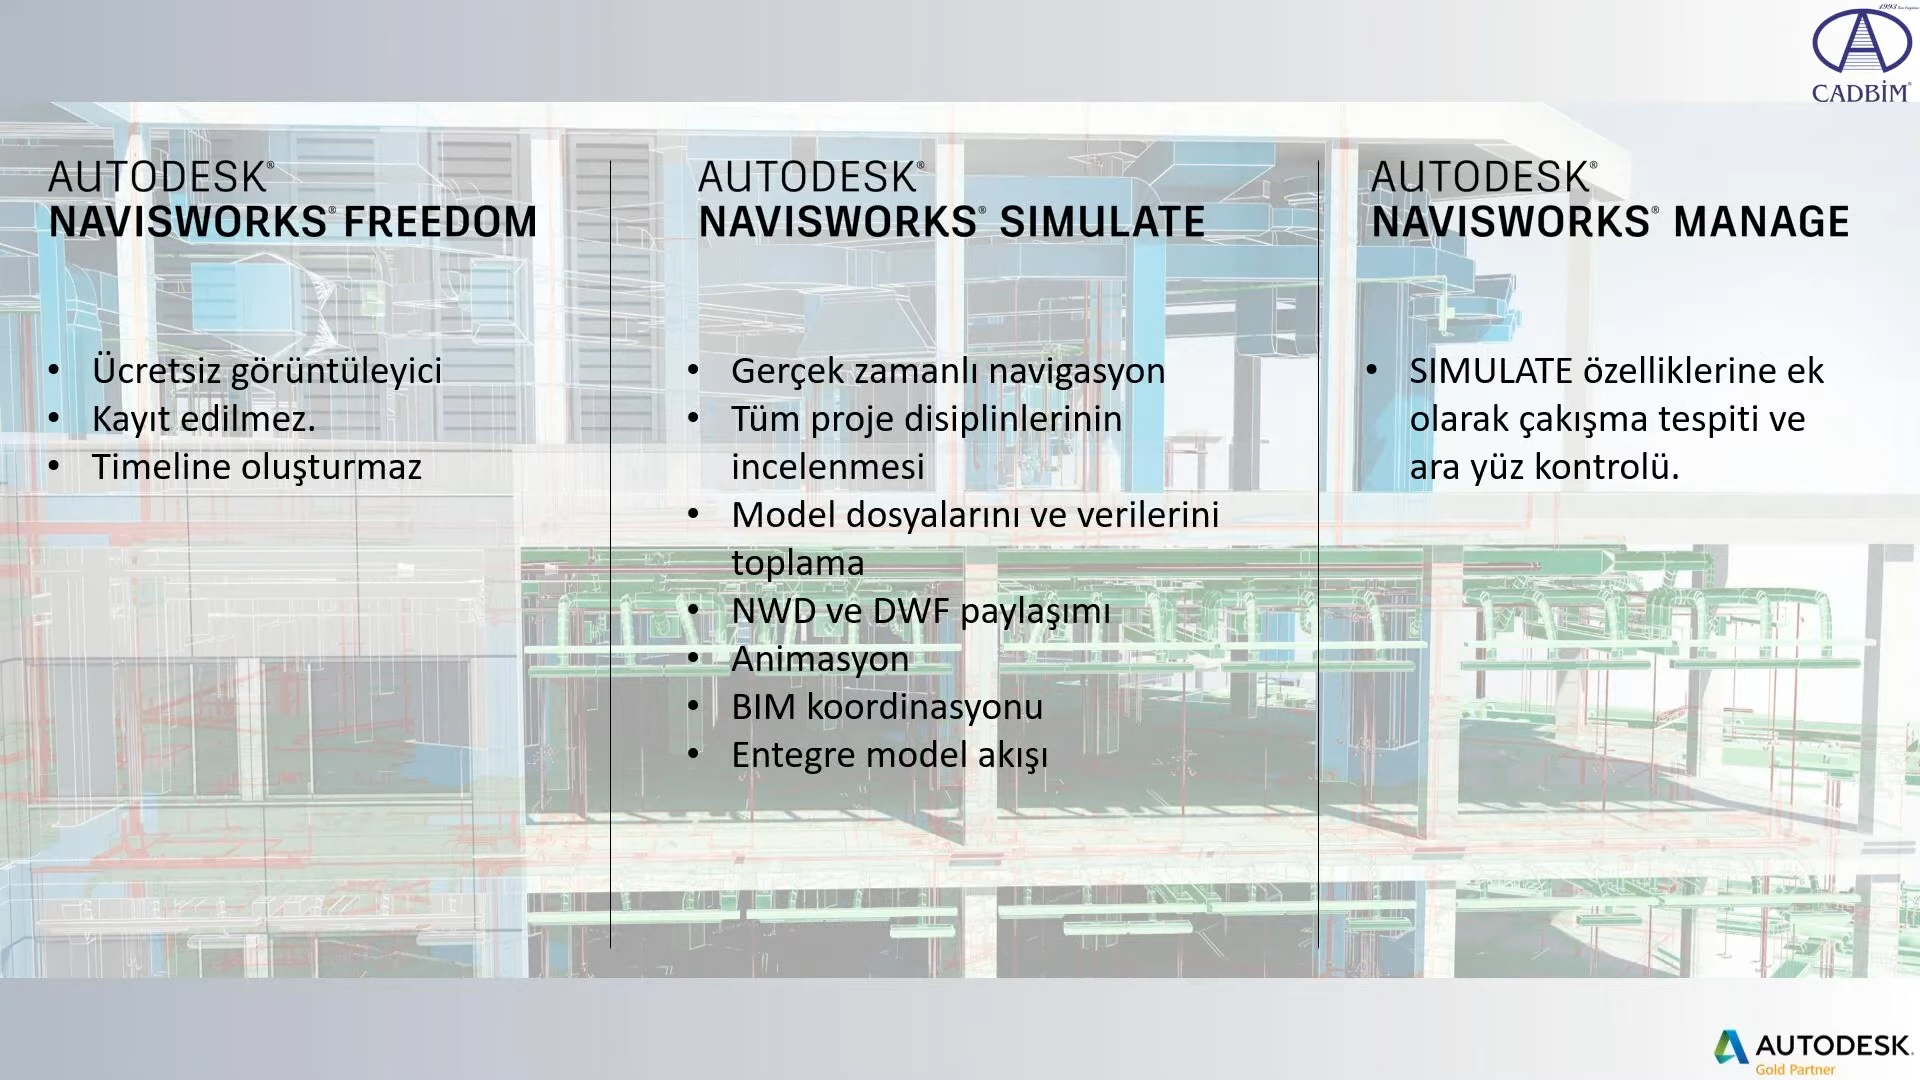 CADBİM®
AUTODESK®
NAVISWORKS® FREEDOM
• Ücretsiz görüntüleyici
• Kayıt edilmez.
• Timeline oluşturmaz
AUTODESK®
NAVISWORKS® SIMULATE
• Gerçek zamanlı navigasyon
• Tüm proje disiplinlerinin
incelenmesi
• Model dosyalarını ve verilerini
toplama
• NWD ve DWF paylaşımı
• Animasyon
• BIM koordinasyonu
• Entegre model akışı
AUTODESK®
NAVISWORKS® MANAGE
• SIMULATE özelliklerine ek
olarak çakışma tespiti ve
ara yüz kontrolü.
AUTODESK.
Gold Partner